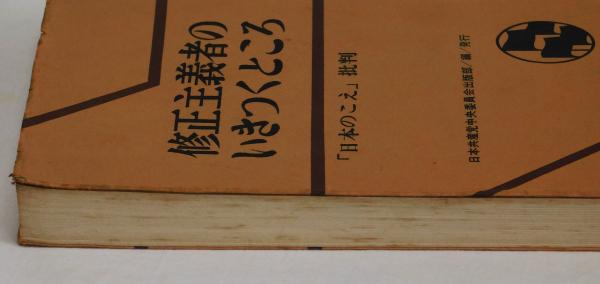 修正主義者の
いきつくところ
「日本のこえ」批判
日本共産党中央委員会出版部/編/発行